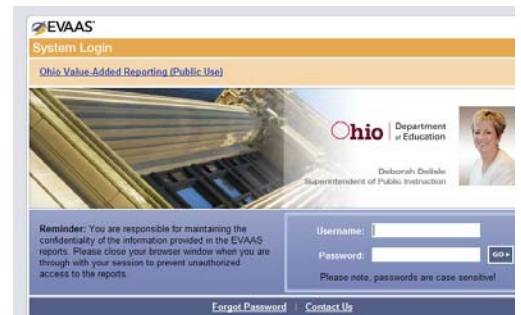 EVAAS
System Login
Ohio Value-Added Reporting (Public Use)
Ohio Department of Education
Deborah Delisle
Superintendent of Public Instruction
Reminder: You are responsible for maintaining the
confidentiality of the information provided in the EVAAS
reports. Please close your browser window when you are
through with your session to prevent unauthorized
access to the reports.
Username:
Password:
GO
Please note, passwords are case sensitive!
Forgot Password | Contact Us